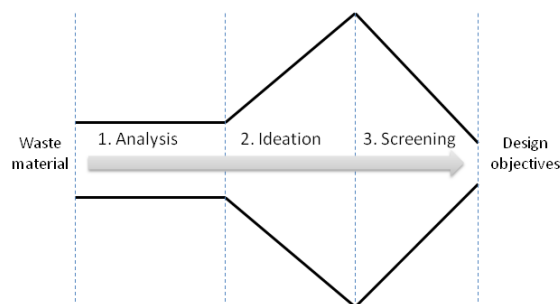 1. Analysis
2. Ideation
3. Screening
Waste
material
Design
objectives